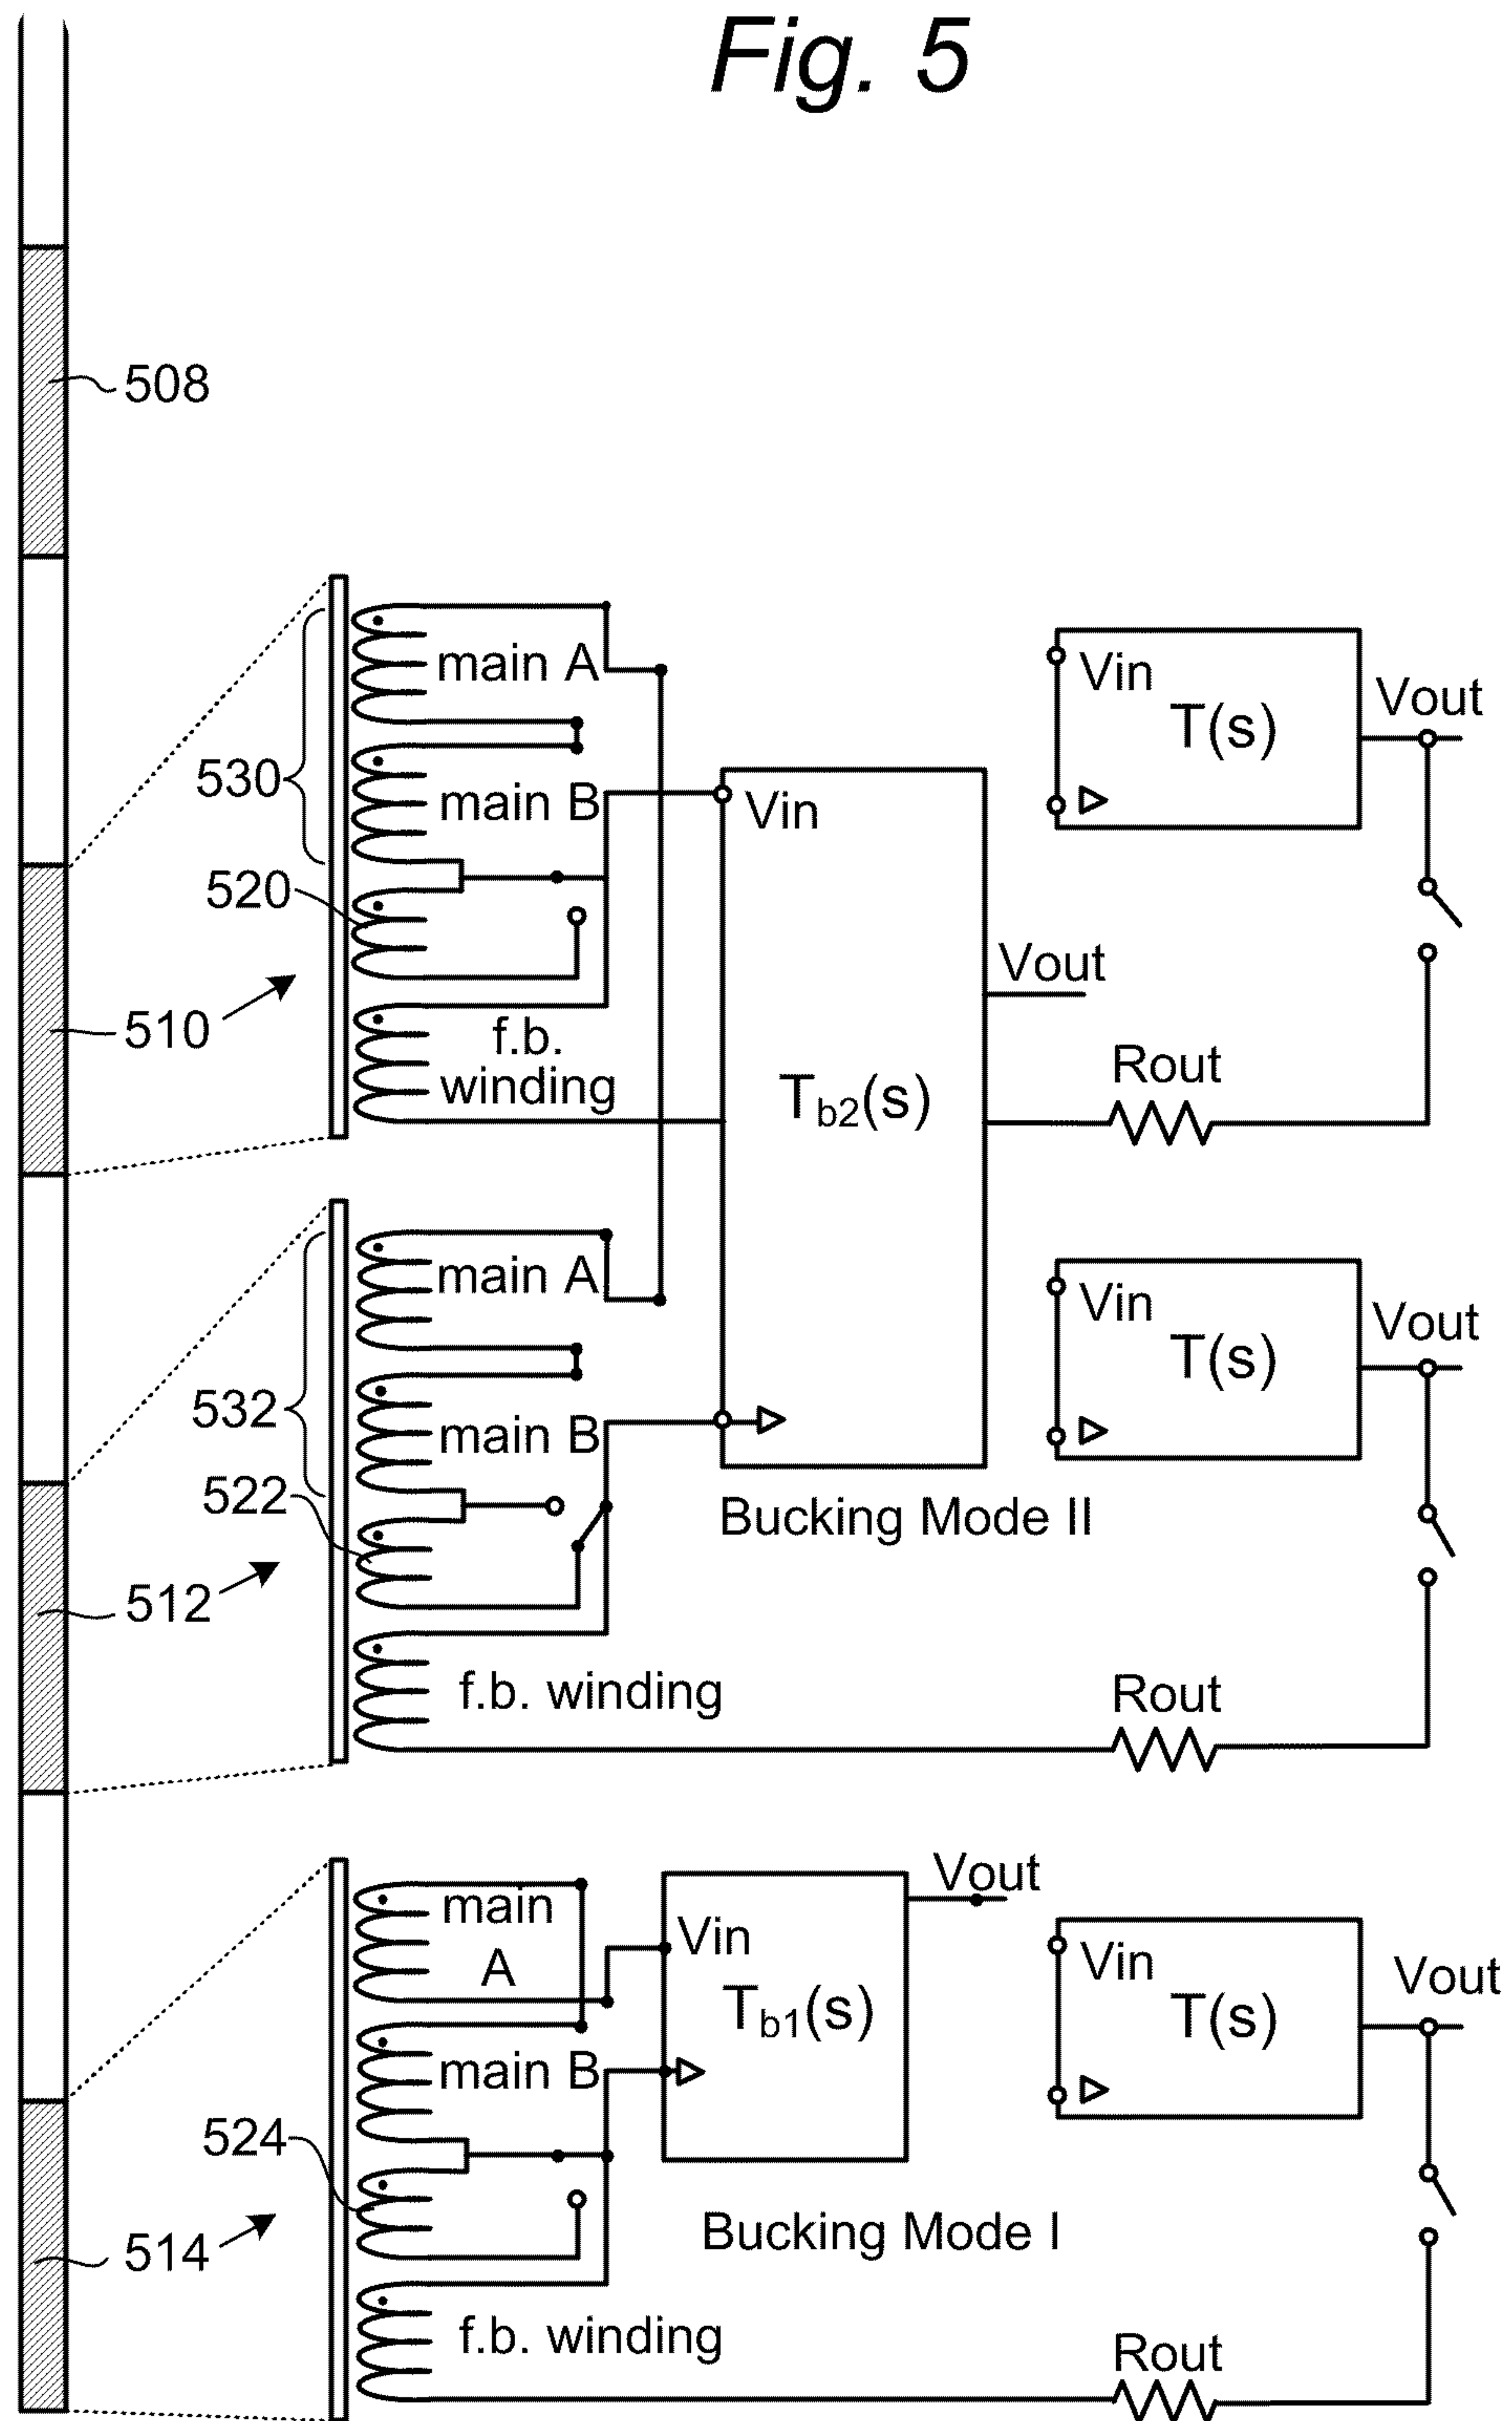 Fig. 5
508
main A
530
main B
520
510
f.b.
winding
Vin
Vout
T_b2(s)
Vin
T(s)
Vout
Rout
main A
532
main B
522
512
f.b. winding
Bucking Mode II
Vin
T(s)
Vout
Rout
main
A
main B
524
514
f.b. winding
Vin
T_b1(s)
Vout
Bucking Mode I
Vin
T(s)
Vout
Rout